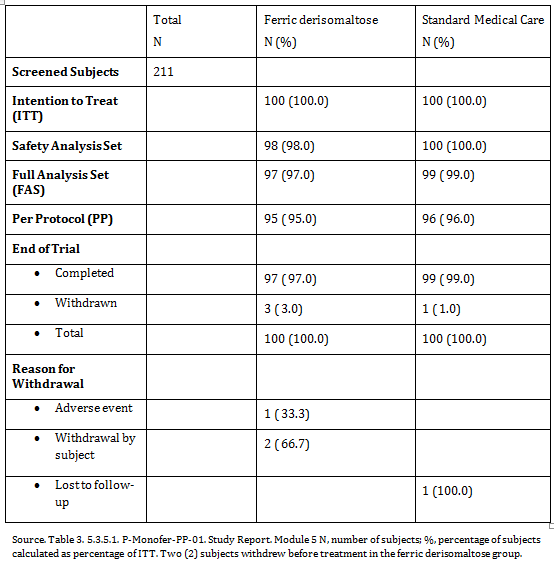 Total
N
Ferric derisomaltose
N (%)
Standard Medical Care
N (%)
Screened Subjects
211
Intention to Treat
(ITT)
100 (100.0)
100 (100.0)
Safety Analysis Set
98 (98.0)
100 (100.0)
Full Analysis Set
(FAS)
97 (97.0)
99 (99.0)
Per Protocol (PP)
95 (95.0)
96 (96.0)
End of Trial
• Completed
97 (97.0)
99 (99.0)
• Withdrawn
3 (3.0)
1 (1.0)
• Total
100 (100.0)
100 (100.0)
Reason for
Withdrawal
• Adverse event
1 (33.3)
• Withdrawal by
subject
2 (66.7)
• Lost to follow-
up
1 (100.0)
Source. Table 3. 5.3.5.1. P-Monofer-PP-01. Study Report. Module 5 N, number of subjects; %, percentage of subjects
calculated as percentage of ITT. Two (2) subjects withdrew before treatment in the ferric derisomaltose group.